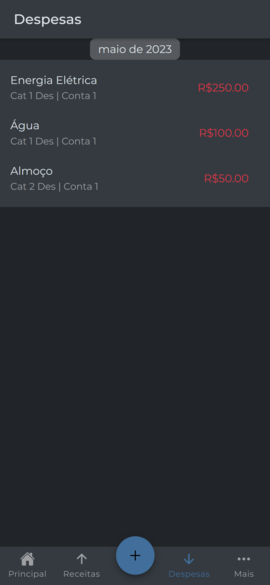 Despesas
maio de 2023
Energia Elétrica
R$250.00
Cat 1 Des | Conta 1
Água
R$100.00
Cat 1 Des | Conta 1
Almoço
R$50.00
Cat 2 Des | Conta 1
Principal
Receitas
Despesas
Mais